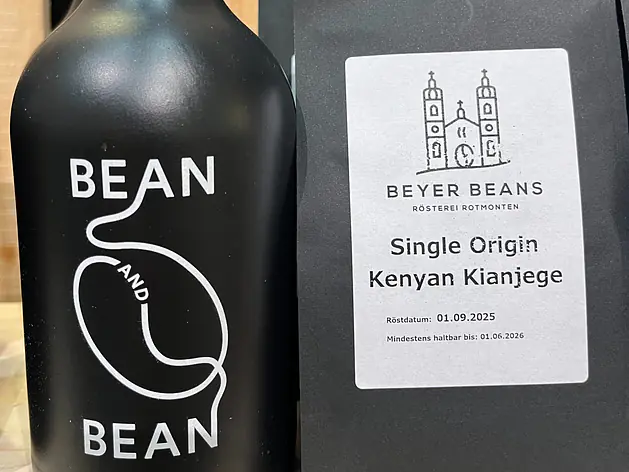 BEAN
AND
BEAN
BEYER BEANS
RÖSTEREI ROTMONTEN
Single Origin
Kenyan Kianjege
Röstdatum: 01.09.2025
Mindestens haltbar bis: 01.06.2026